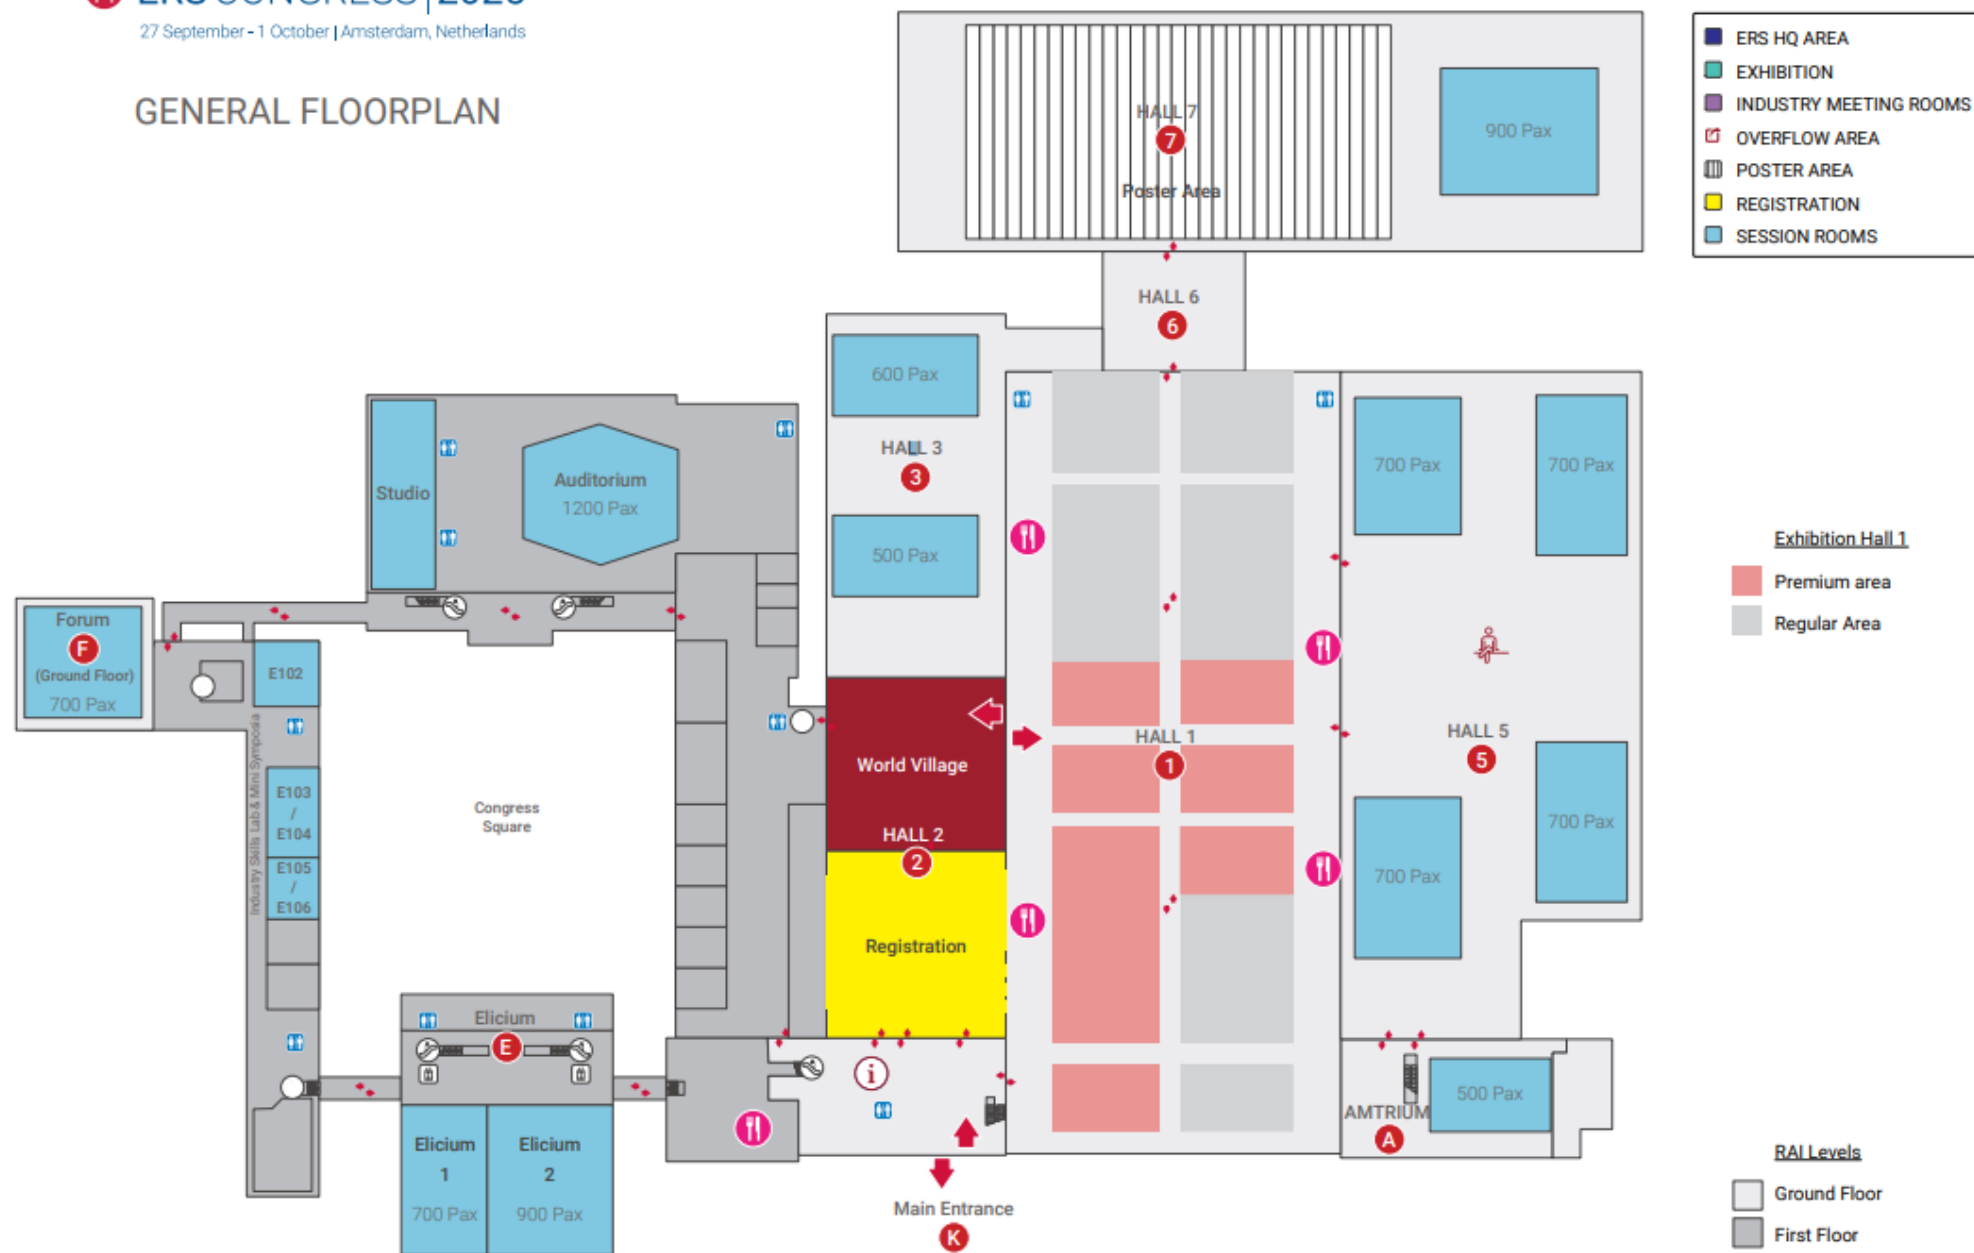 ERS CONGRESS | 2025
27 September - 1 October | Amsterdam, Netherlands
GENERAL FLOORPLAN
ERS HQ AREA
EXHIBITION
INDUSTRY MEETING ROOMS
OVERFLOW AREA
POSTER AREA
REGISTRATION
SESSION ROOMS
HALL 7
7
Poster Area
900 Pax
HALL 6
6
600 Pax
HALL 3
3
500 Pax
Studio
Auditorium
1200 Pax
700 Pax
700 Pax
Exhibition Hall 1
Premium area
Regular Area
Forum
F
(Ground Floor)
700 Pax
E102
Industry Skills Lab & Mini Symposia
E103
/
E104
E105
/
E106
Congress
Square
World Village
HALL 2
2
Registration
HALL 1
1
HALL 5
5
700 Pax
700 Pax
Elicium
E
Elicium
1
700 Pax
Elicium
2
900 Pax
i
500 Pax
AMTRIUM
A
Main Entrance
K
RAI Levels
Ground Floor
First Floor